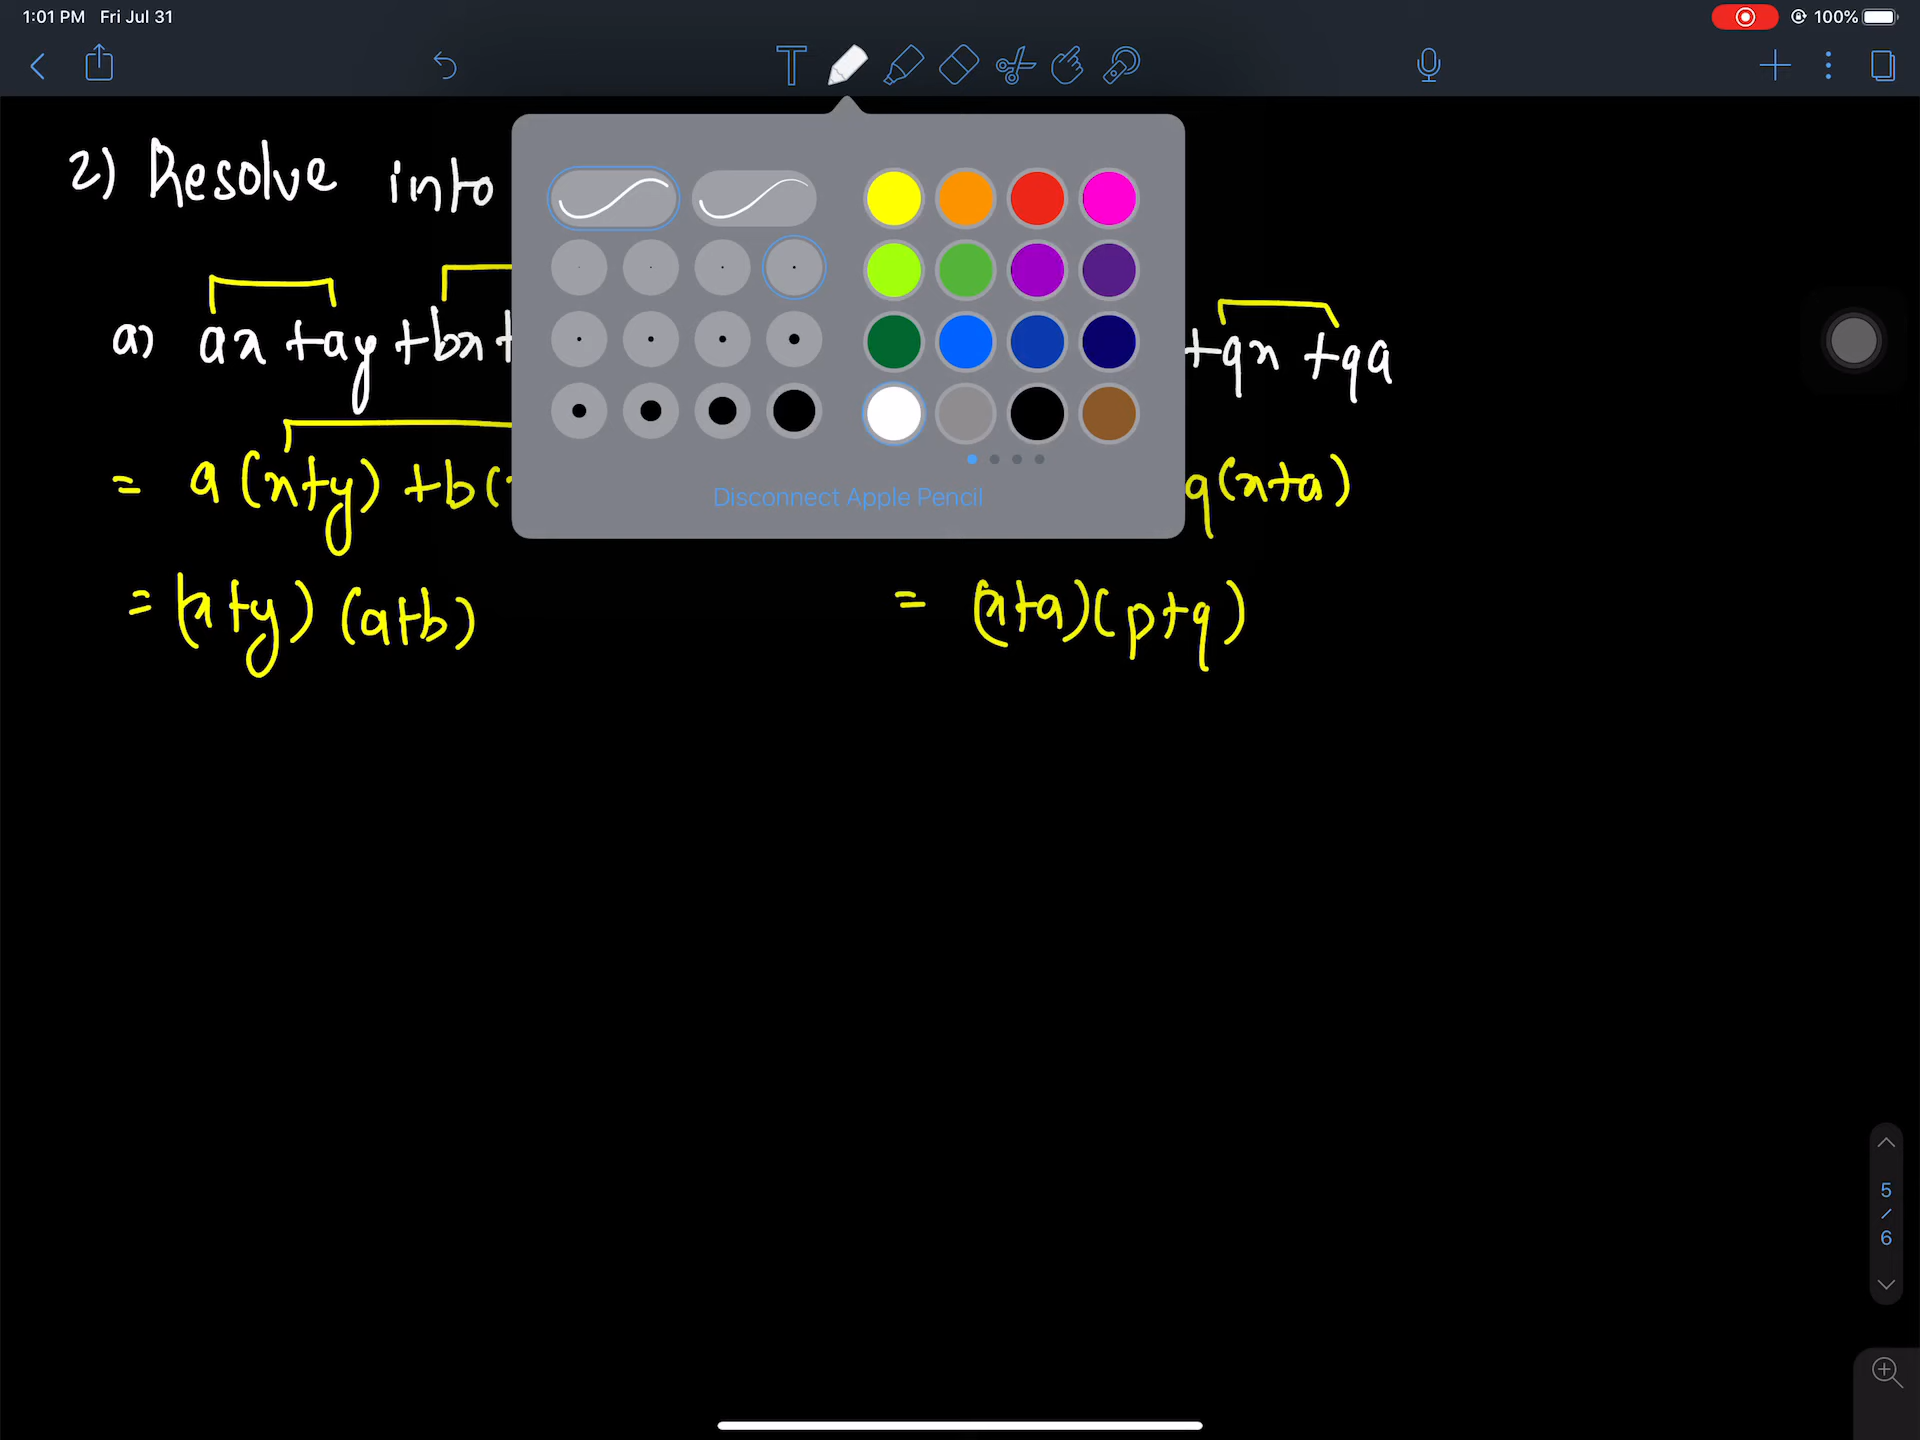 1:01 PM Fri Jul 31
100%
2) Resolve into
a) ax +ay +bx +
+qx +qa
= a(x+y) +b(
q(x+a)
= (x+y) (a+b)
= (x+a)(p+q)
Disconnect Apple Pencil
5
/
6